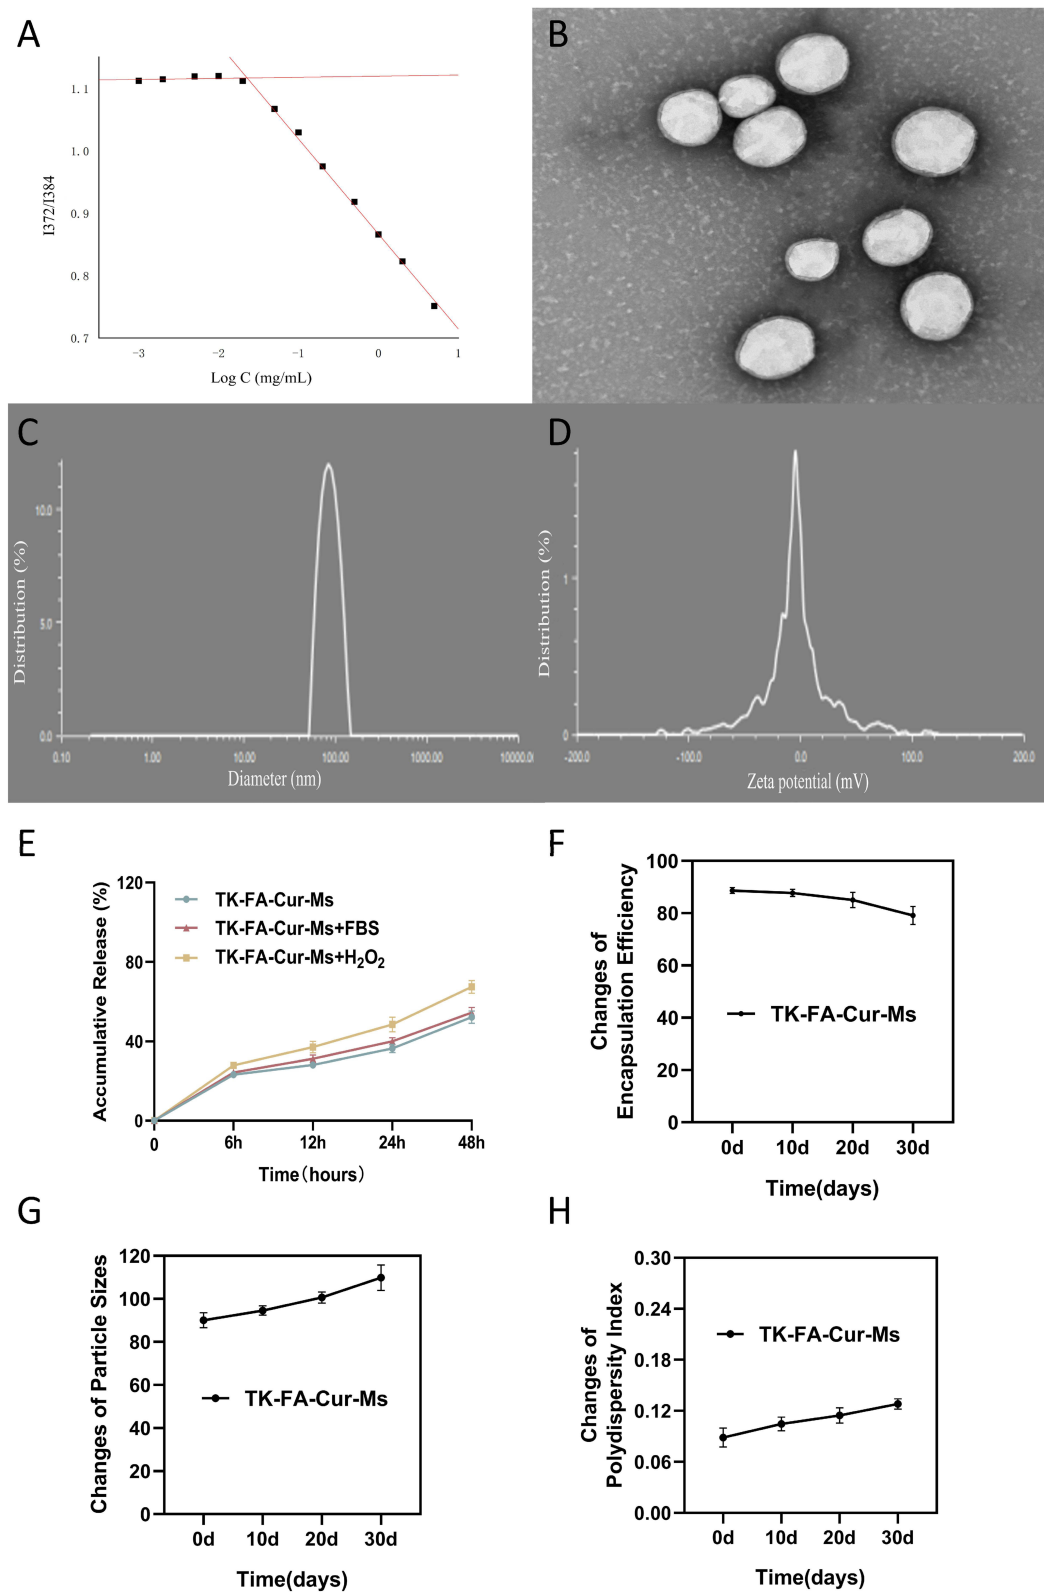 A
1.1
1.0
0.9
0.8
0.7
I372/I384
-3
-2
-1
0
1
Log C (mg/mL)
B
C
10.0
5.0
0.0
Distribution (%)
0.10
1.00
10.00
100.00
1000.00
10000.0
Diameter (nm)
D
1
0
Distribution (%)
-200.0
-100.0
0.0
100.0
200.0
Zeta potential (mV)
E
120
80
40
0
Accumulative Release (%)
TK-FA-Cur-Ms
TK-FA-Cur-Ms+FBS
TK-FA-Cur-Ms+H₂O₂
0
6h
12h
24h
48h
Time(hours)
F
100
80
60
40
20
0
Changes of
Encapsulation Efficiency
TK-FA-Cur-Ms
0d
10d
20d
30d
Time(days)
G
120
100
80
60
40
20
0
Changes of Particle Sizes
TK-FA-Cur-Ms
0d
10d
20d
30d
Time(days)
H
0.30
0.24
0.18
0.12
0.06
0.00
Changes of
Polydispersity Index
TK-FA-Cur-Ms
0d
10d
20d
30d
Time(days)